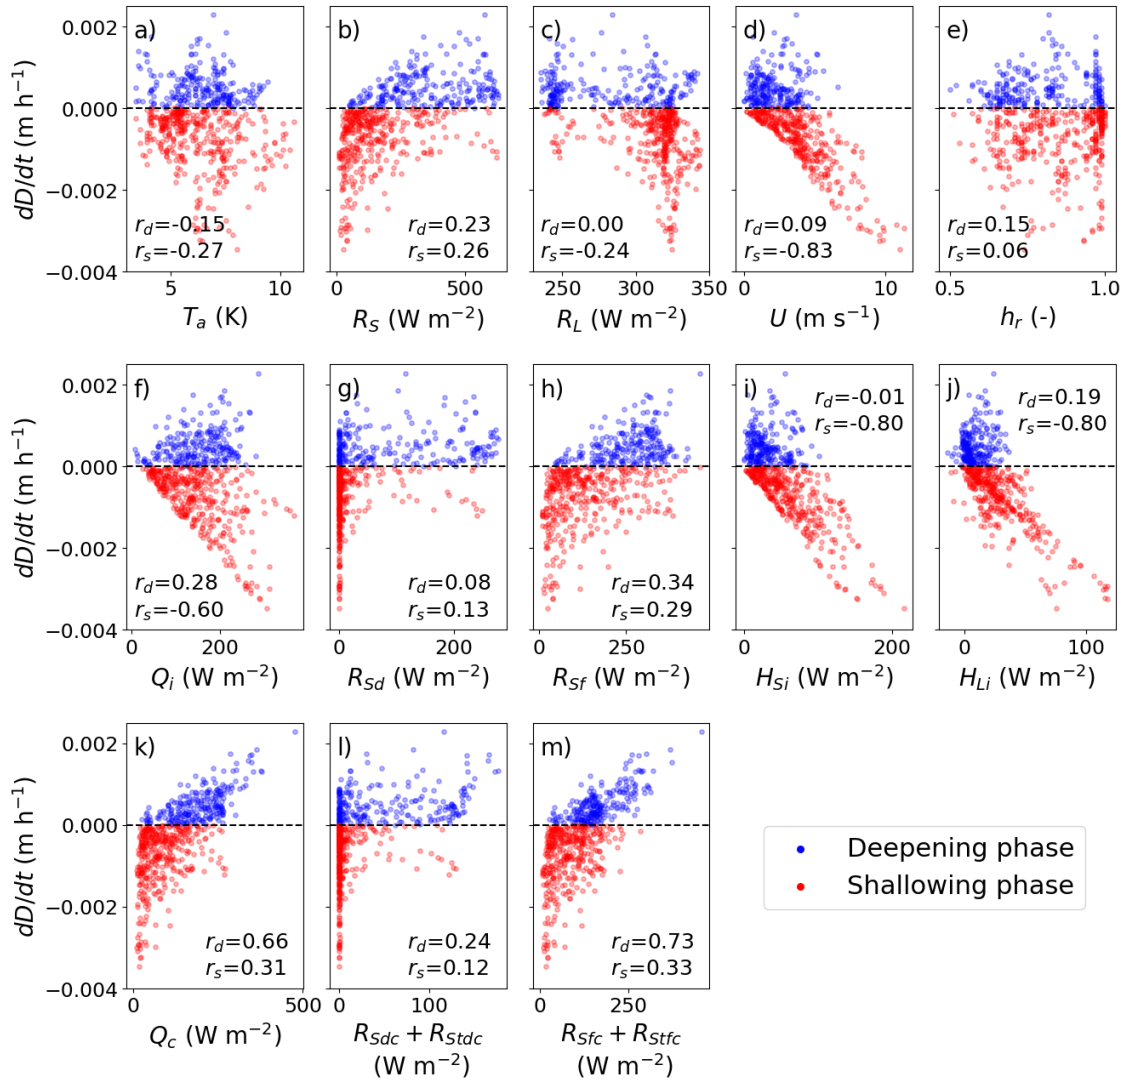 a)
b)
c)
d)
e)
dD/dt (m h⁻¹)
0.002
0.000
−0.002
−0.004
r_d=-0.15
r_s=-0.27
r_d=0.23
r_s=0.26
r_d=0.00
r_s=-0.24
r_d=0.09
r_s=-0.83
r_d=0.15
r_s=0.06
5 10
0 500
250 300 350
0 10
0.5 1.0
T_a (K)
R_S (W m⁻²)
R_L (W m⁻²)
U (m s⁻¹)
h_r (-)
f)
g)
h)
i)
j)
dD/dt (m h⁻¹)
0.002
0.000
−0.002
−0.004
r_d=0.28
r_s=-0.60
r_d=0.08
r_s=0.13
r_d=0.34
r_s=0.29
r_d=-0.01
r_s=-0.80
r_d=0.19
r_s=-0.80
0 200
0 200
0 250
0 100 200
0 100
Q_i (W m⁻²)
R_Sd (W m⁻²)
R_Sf (W m⁻²)
H_Si (W m⁻²)
H_Li (W m⁻²)
k)
l)
m)
dD/dt (m h⁻¹)
0.002
0.000
−0.002
−0.004
r_d=0.66
r_s=0.31
r_d=0.24
r_s=0.12
r_d=0.73
r_s=0.33
0 500
0 100
0 250
Q_c (W m⁻²)
R_Sdc + R_Stdc
(W m⁻²)
R_Sfc + R_Stfc
(W m⁻²)
Deepening phase
Shallowing phase